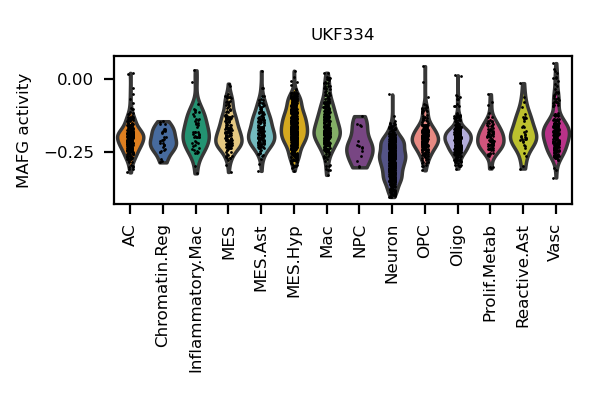 UKF334
MAFG activity
0.00
−0.25
AC
Chromatin.Reg
Inflammatory.Mac
MES
MES.Ast
MES.Hyp
Mac
NPC
Neuron
OPC
Oligo
Prolif.Metab
Reactive.Ast
Vasc